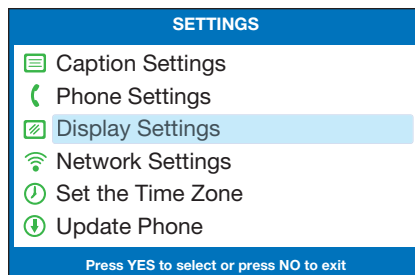 SETTINGS
Caption Settings
Phone Settings
Display Settings
Network Settings
Set the Time Zone
Update Phone
Press YES to select or press NO to exit